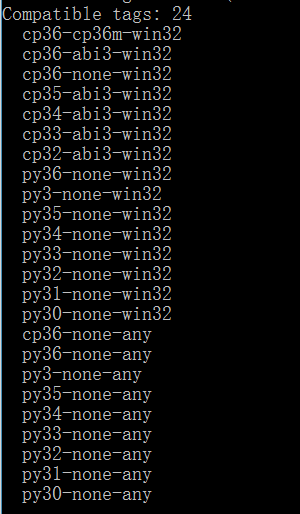 Compatible tags: 24
cp36-cp36m-win32
cp36-abi3-win32
cp36-none-win32
cp35-abi3-win32
cp34-abi3-win32
cp33-abi3-win32
cp32-abi3-win32
py36-none-win32
py3-none-win32
py35-none-win32
py34-none-win32
py33-none-win32
py32-none-win32
py31-none-win32
py30-none-win32
cp36-none-any
py36-none-any
py3-none-any
py35-none-any
py34-none-any
py33-none-any
py32-none-any
py31-none-any
py30-none-any